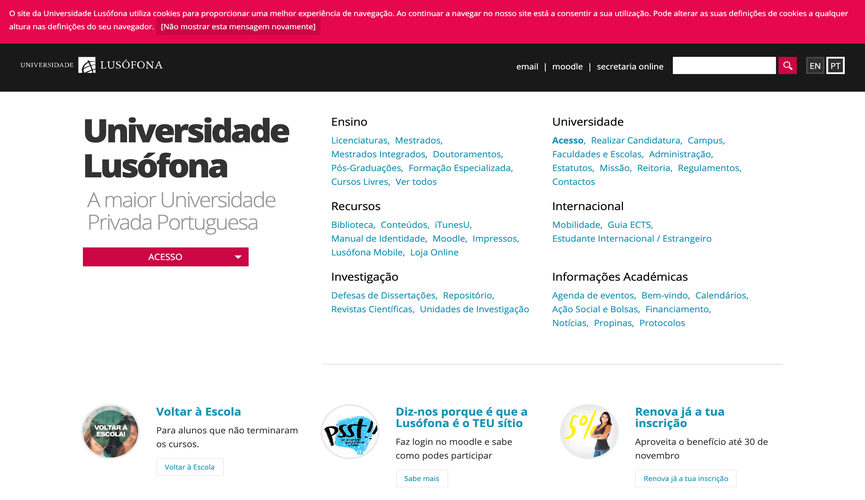 O site da Universidade Lusófona utiliza cookies para proporcionar uma melhor experiência de navegação. Ao continuar a navegar no nosso site está a consentir a sua utilização. Pode alterar as suas definições de cookies a qualquer
altura nas definições do seu navegador. [Não mostrar esta mensagem novamente]
UNIVERSIDADE LUSÓFONA
email | moodle | secretaria online
EN PT
Universidade
Lusófona
A maior Universidade
Privada Portuguesa
ACESSO
Ensino
Licenciaturas, Mestrados,
Mestrados Integrados, Doutoramentos,
Pós-Graduações, Formação Especializada,
Cursos Livres, Ver todos
Universidade
Acesso, Realizar Candidatura, Campus,
Faculdades e Escolas, Administração,
Estatutos, Missão, Reitoria, Regulamentos,
Contactos
Recursos
Biblioteca, Conteúdos, iTunesU,
Manual de Identidade, Moodle, Impressos,
Lusófona Mobile, Loja Online
Internacional
Mobilidade, Guia ECTS,
Estudante Internacional / Estrangeiro
Investigação
Defesas de Dissertações, Repositório,
Revistas Científicas, Unidades de Investigação
Informações Académicas
Agenda de eventos, Bem-vindo, Calendários,
Ação Social e Bolsas, Financiamento,
Notícias, Propinas, Protocolos
VOLTAR À
ESCOLA!
Voltar à Escola
Para alunos que não terminaram
os cursos.
Voltar à Escola
psst!
Diz-nos porque é que a
Lusófona é o TEU sítio
Faz login no moodle e sabe
como podes participar
Sabe mais
5%
Renova já a tua
inscrição
Aproveita o benefício até 30 de
novembro
Renova já a tua inscrição